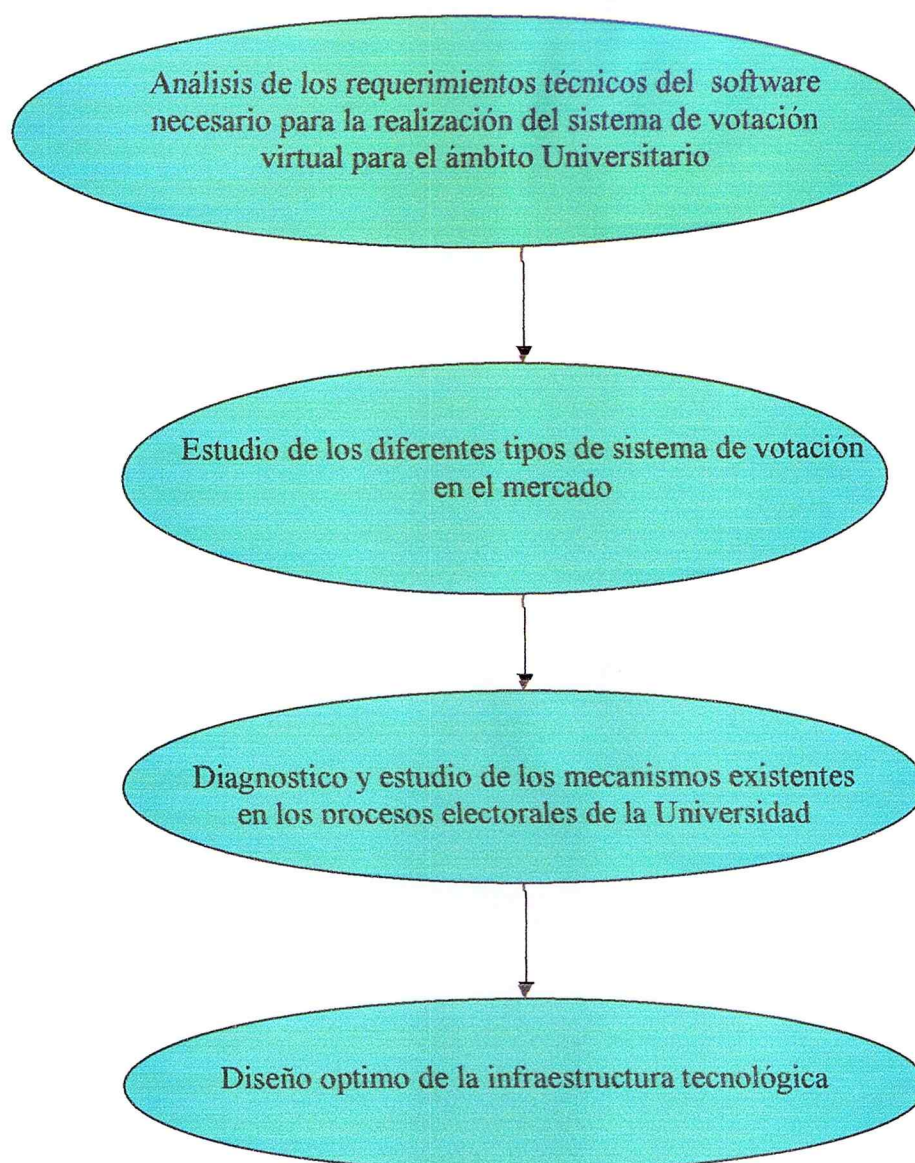 Análisis de los requerimientos técnicos del software
necesario para la realización del sistema de votación
virtual para el ámbito Universitario
Estudio de los diferentes tipos de sistema de votación
en el mercado
Diagnostico y estudio de los mecanismos existentes
en los procesos electorales de la Universidad
Diseño optimo de la infraestructura tecnológica